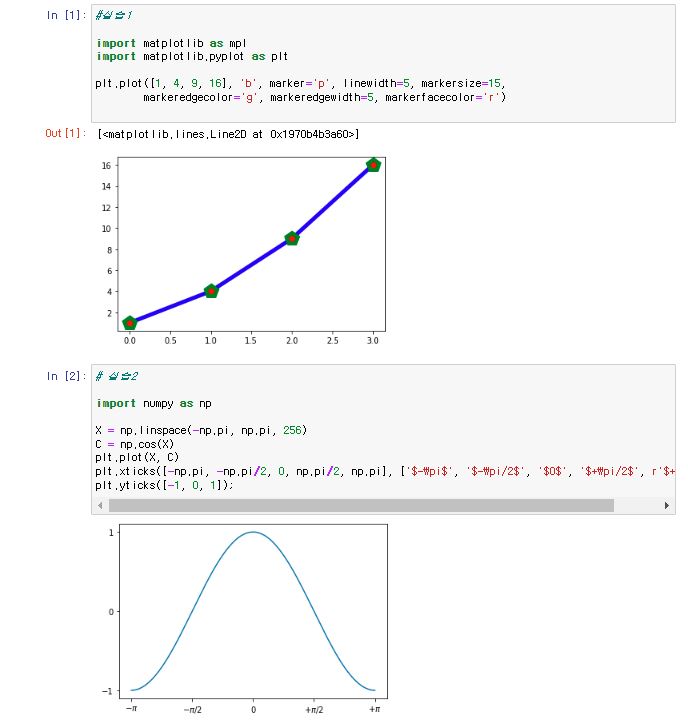 In [1]:
#실습1
import matplotlib as mpl
import matplotlib.pyplot as plt
plt.plot([1, 4, 9, 16], 'b', marker='p', linewidth=5, markersize=15,
markeredgecolor='g', markeredgewidth=5, markerfacecolor='r')
Out[1]: [<matplotlib.lines.Line2D at 0x1970b4b3a60>]
16
14
12
10
8
6
4
2
0.0 0.5 1.0 1.5 2.0 2.5 3.0
In [2]:
# 실습2
import numpy as np
X = np.linspace(-np.pi, np.pi, 256)
C = np.cos(X)
plt.plot(X, C)
plt.xticks([-np.pi, -np.pi/2, 0, np.pi/2, np.pi], ['$-₩pi$', '$-₩pi/2$', '$0$', '$+₩pi/2$', r'$+
plt.yticks([-1, 0, 1]);
1
0
−1
−π −π/2 0 +π/2 +π